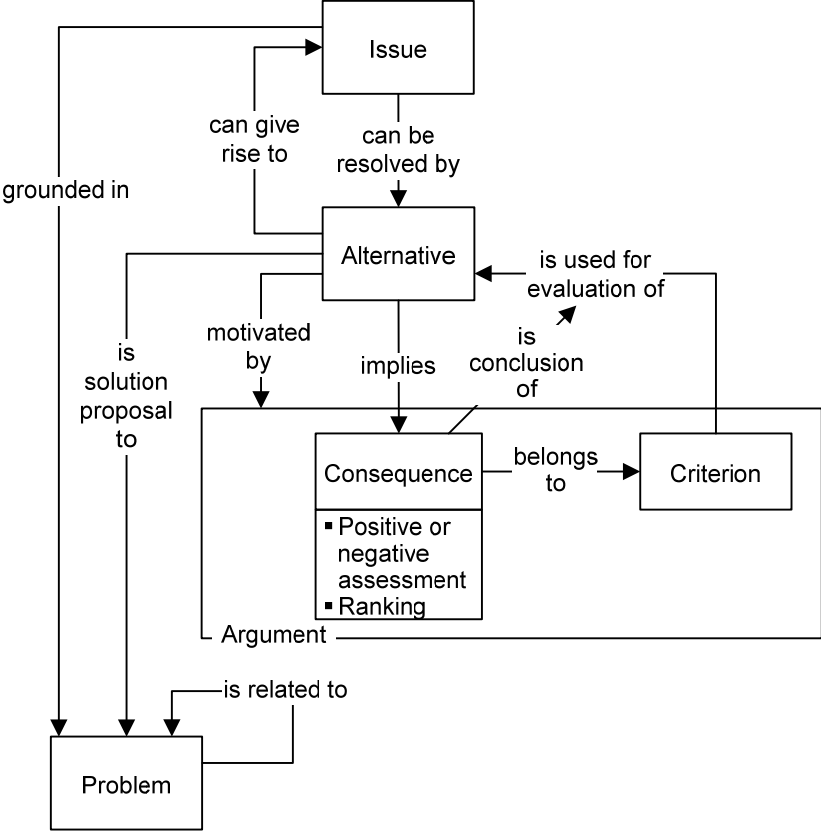 Issue
can give
rise to
can be
resolved by
grounded in
Alternative
is used for
evaluation of
motivated
by
implies
is
conclusion
of
is
solution
proposal
to
Consequence
belongs
to
Criterion
▪ Positive or
negative
assessment
▪ Ranking
Argument
is related to
Problem